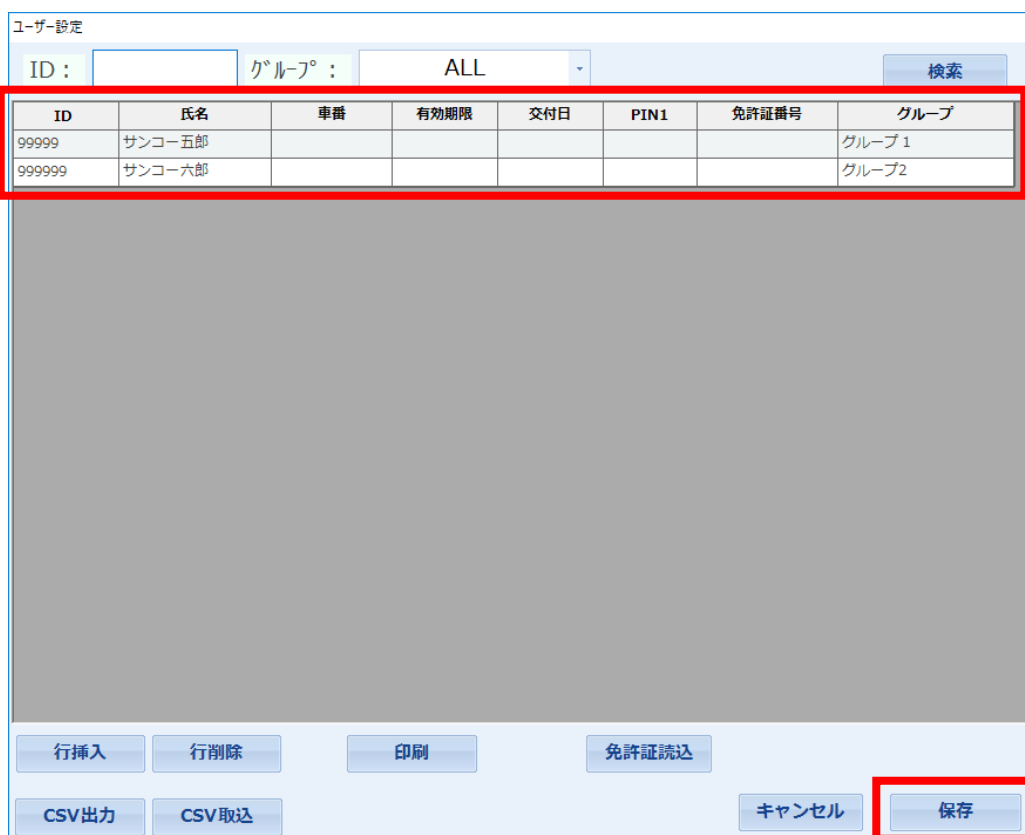 ユーザー設定
ID： ｸﾞﾙｰﾌﾟ： ALL 検索
ID 氏名 車番 有効期限 交付日 PIN1 免許証番号 グループ
99999 サンコー五郎 グループ１
999999 サンコー六郎 グループ2
行挿入 行削除 印刷 免許証読込
CSV出力 CSV取込 キャンセル 保存